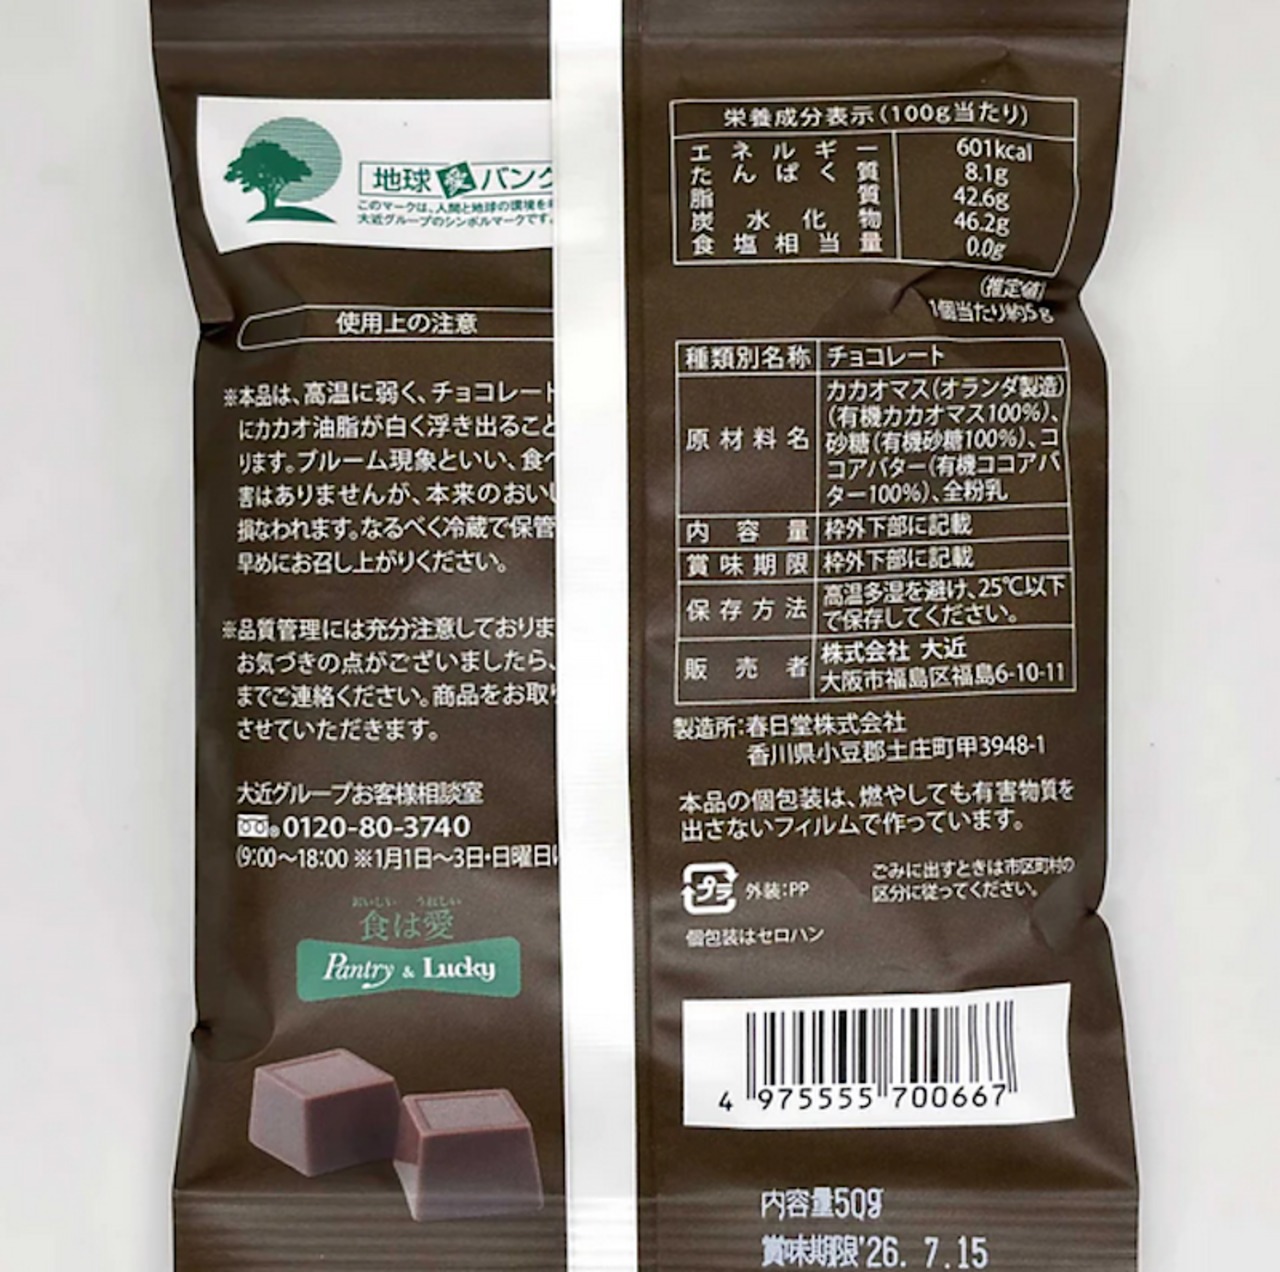 地球愛バンク
このマークは、人間と地球の環境を
大近グループのシンボルマークです。
使用上の注意
※本品は、高温に弱く、チョコレート
にカカオ油脂が白く浮き出ること
ります。ブルーム現象といい、食べ
害はありませんが、本来のおいし
損なわれます。なるべく冷蔵で保管
早めにお召し上がりください。
※品質管理には充分注意しておりま
お気づきの点がございましたら、
までご連絡ください。商品をお取り
させていただきます。
大近グループお客様相談室
0120-80-3740
(9:00〜18:00 ※1月1日〜3日・日曜日は
おいしい うれしい
食は愛
Pantry & Lucky
栄養成分表示(100g当たり)
エネルギー 601kcal
たんぱく質 8.1g
脂質 42.6g
炭水化物 46.2g
食塩相当量 0.0g
(推定値)
1個当たり約5g
種類別名称 チョコレート
原材料名 カカオマス(オランダ製造)
(有機カカオマス100%)、
砂糖(有機砂糖100%)、コ
コアバター(有機ココアバ
ター100%)、全粉乳
内容量 枠外下部に記載
賞味期限 枠外下部に記載
保存方法 高温多湿を避け、25℃以下
で保存してください。
販売者 株式会社 大近
大阪市福島区福島6-10-11
製造所:春日堂株式会社
香川県小豆郡土庄町甲3948-1
本品の個包装は、燃やしても有害物質を
出さないフィルムで作っています。
プラ 外装:PP
ごみに出すときは市区町村の
区分に従ってください。
個包装はセロハン
4 975555 700667
内容量50g
賞味期限'26. 7.15